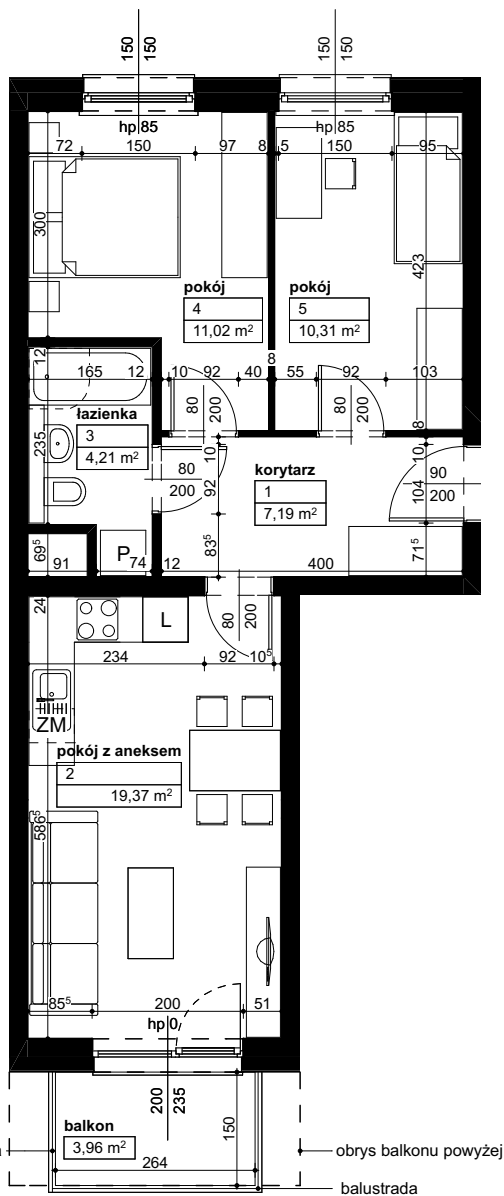 150 150
150 150
hp 85
hp 85
72 150 97 8 5 150 95
300
423
pokój
4
11,02 m²
pokój
5
10,31 m²
8
12
165 12 10 92 40 55 92 103
80 200
80 200
8
łazienka
3
4,21 m²
235
10
80
200
92
korytarz
1
7,19 m²
10
104
90
200
83⁵
71⁵
69⁵
91
P
74 12 400
24
L
80 200
234 92 10⁵
ZM
pokój z aneksem
2
19,37 m²
586⁵
85⁵ 200 51
hp 0
200 235
balkon
3,96 m²
150
264
obrys balkonu powyżej
balustrada